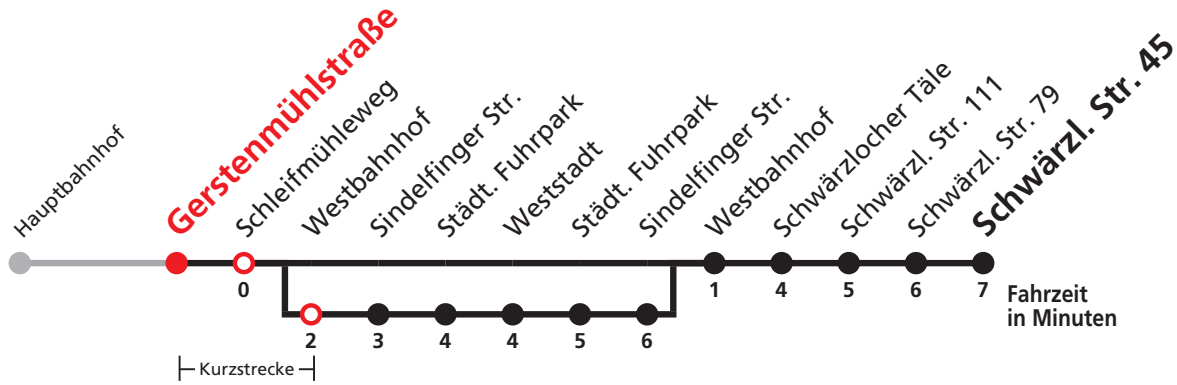 Hauptbahnhof
Gerstenmühlstraße
Schleifmühleweg
Westbahnhof
Sindelfinger Str.
Städt. Fuhrpark
Weststadt
Städt. Fuhrpark
Sindelfinger Str.
Westbahnhof
Schwärzlocher Täle
Schwärzl. Str. 111
Schwärzl. Str. 79
Schwärzl. Str. 45
0
1
4
5
6
7
Fahrzeit
in Minuten
2
3
4
4
5
6
Kurzstrecke